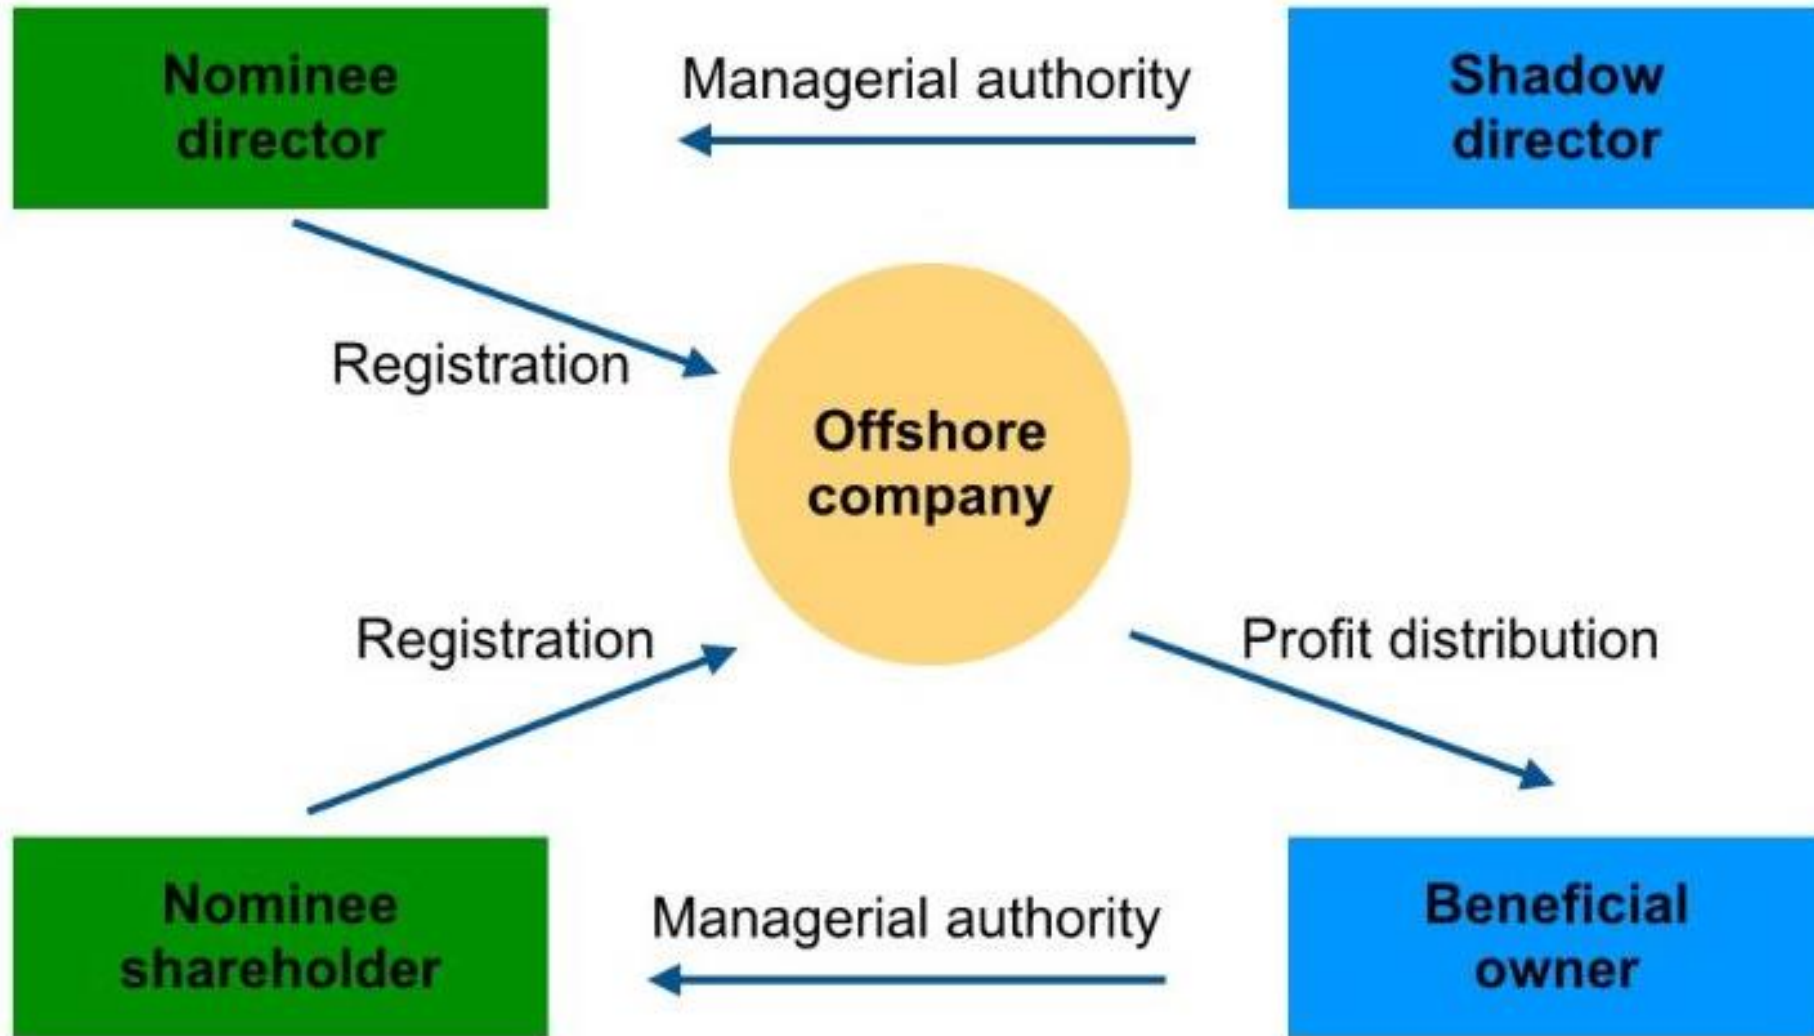 Nominee
director
Managerial authority
Shadow
director
Registration
Offshore
company
Registration
Profit distribution
Nominee
shareholder
Managerial authority
Beneficial
owner